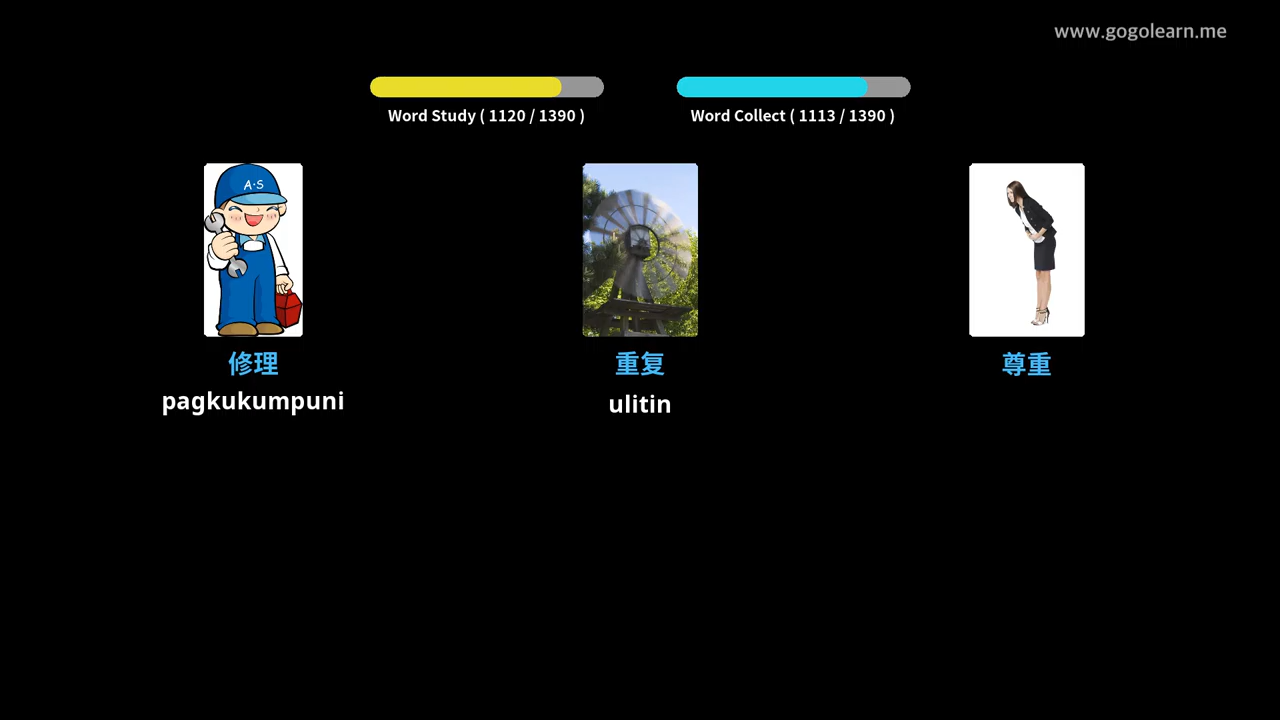 www.gogolearn.me
Word Study ( 1120 / 1390 )
Word Collect ( 1113 / 1390 )
A·S
修理
重复
尊重
pagkukumpuni
ulitin